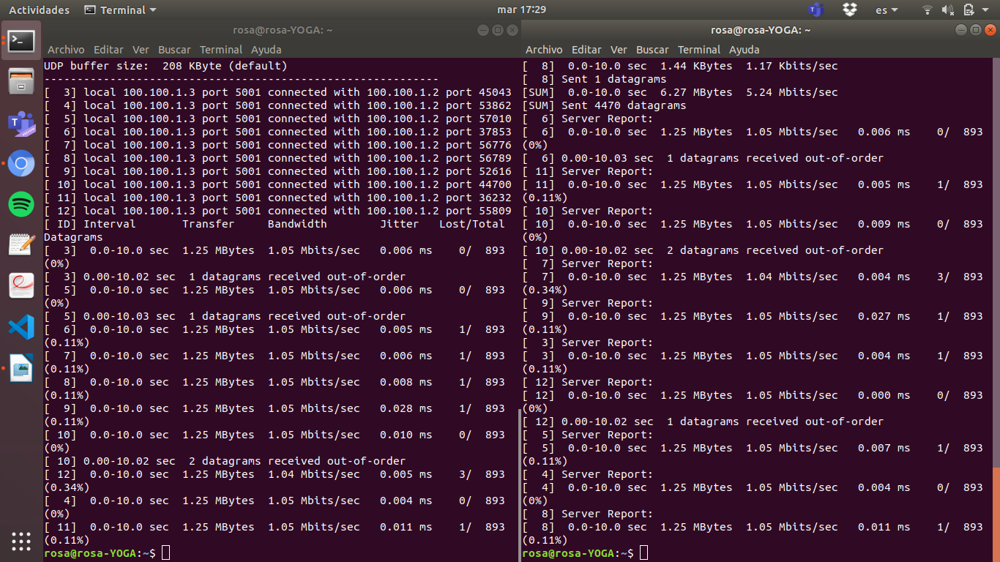 Actividades Terminal mar 17:29 es
rosa@rosa-YOGA: ~
Archivo Editar Ver Buscar Terminal Ayuda
UDP buffer size:  208 KByte (default)
------------------------------------------------------------
[  3] local 100.100.1.3 port 5001 connected with 100.100.1.2 port 45043
[  4] local 100.100.1.3 port 5001 connected with 100.100.1.2 port 53862
[  5] local 100.100.1.3 port 5001 connected with 100.100.1.2 port 57010
[  6] local 100.100.1.3 port 5001 connected with 100.100.1.2 port 37853
[  7] local 100.100.1.3 port 5001 connected with 100.100.1.2 port 56776
[  8] local 100.100.1.3 port 5001 connected with 100.100.1.2 port 56789
[  9] local 100.100.1.3 port 5001 connected with 100.100.1.2 port 52616
[ 10] local 100.100.1.3 port 5001 connected with 100.100.1.2 port 44700
[ 11] local 100.100.1.3 port 5001 connected with 100.100.1.2 port 36232
[ 12] local 100.100.1.3 port 5001 connected with 100.100.1.2 port 55809
[ ID] Interval       Transfer     Bandwidth        Jitter   Lost/Total
Datagrams
[  3]  0.0-10.0 sec  1.25 MBytes  1.05 Mbits/sec   0.006 ms    0/  893
(0%)
[  3] 0.00-10.02 sec  1 datagrams received out-of-order
[  5]  0.0-10.0 sec  1.25 MBytes  1.05 Mbits/sec   0.006 ms    0/  893
(0%)
[  5] 0.00-10.03 sec  1 datagrams received out-of-order
[  6]  0.0-10.0 sec  1.25 MBytes  1.05 Mbits/sec   0.005 ms    1/  893
(0.11%)
[  7]  0.0-10.0 sec  1.25 MBytes  1.05 Mbits/sec   0.006 ms    1/  893
(0.11%)
[  8]  0.0-10.0 sec  1.25 MBytes  1.05 Mbits/sec   0.008 ms    1/  893
(0.11%)
[  9]  0.0-10.0 sec  1.25 MBytes  1.05 Mbits/sec   0.028 ms    1/  893
(0.11%)
[ 10]  0.0-10.0 sec  1.25 MBytes  1.05 Mbits/sec   0.010 ms    0/  893
(0%)
[ 10] 0.00-10.02 sec  2 datagrams received out-of-order
[ 12]  0.0-10.0 sec  1.25 MBytes  1.04 Mbits/sec   0.005 ms    3/  893
(0.34%)
[  4]  0.0-10.0 sec  1.25 MBytes  1.05 Mbits/sec   0.004 ms    0/  893
(0%)
[ 11]  0.0-10.0 sec  1.25 MBytes  1.05 Mbits/sec   0.011 ms    1/  893
(0.11%)
rosa@rosa-YOGA:~$
rosa@rosa-YOGA: ~
Archivo Editar Ver Buscar Terminal Ayuda
[  8]  0.0-10.0 sec  1.44 KBytes  1.17 Kbits/sec
[  8] Sent 1 datagrams
[SUM]  0.0-10.0 sec  6.27 MBytes  5.24 Mbits/sec
[SUM] Sent 4470 datagrams
[  6] Server Report:
[  6]  0.0-10.0 sec  1.25 MBytes  1.05 Mbits/sec   0.006 ms    0/  893
(0%)
[  6] 0.00-10.03 sec  1 datagrams received out-of-order
[ 11] Server Report:
[ 11]  0.0-10.0 sec  1.25 MBytes  1.05 Mbits/sec   0.005 ms    1/  893
(0.11%)
[ 10] Server Report:
[ 10]  0.0-10.0 sec  1.25 MBytes  1.05 Mbits/sec   0.009 ms    0/  893
(0%)
[ 10] 0.00-10.02 sec  2 datagrams received out-of-order
[  7] Server Report:
[  7]  0.0-10.0 sec  1.25 MBytes  1.04 Mbits/sec   0.004 ms    3/  893
(0.34%)
[  9] Server Report:
[  9]  0.0-10.0 sec  1.25 MBytes  1.05 Mbits/sec   0.027 ms    1/  893
(0.11%)
[  3] Server Report:
[  3]  0.0-10.0 sec  1.25 MBytes  1.05 Mbits/sec   0.004 ms    1/  893
(0.11%)
[ 12] Server Report:
[ 12]  0.0-10.0 sec  1.25 MBytes  1.05 Mbits/sec   0.000 ms    0/  893
(0%)
[ 12] 0.00-10.02 sec  1 datagrams received out-of-order
[  5] Server Report:
[  5]  0.0-10.0 sec  1.25 MBytes  1.05 Mbits/sec   0.007 ms    1/  893
(0.11%)
[  4] Server Report:
[  4]  0.0-10.0 sec  1.25 MBytes  1.05 Mbits/sec   0.004 ms    0/  893
(0%)
[  8] Server Report:
[  8]  0.0-10.0 sec  1.25 MBytes  1.05 Mbits/sec   0.011 ms    1/  893
(0.11%)
rosa@rosa-YOGA:~$